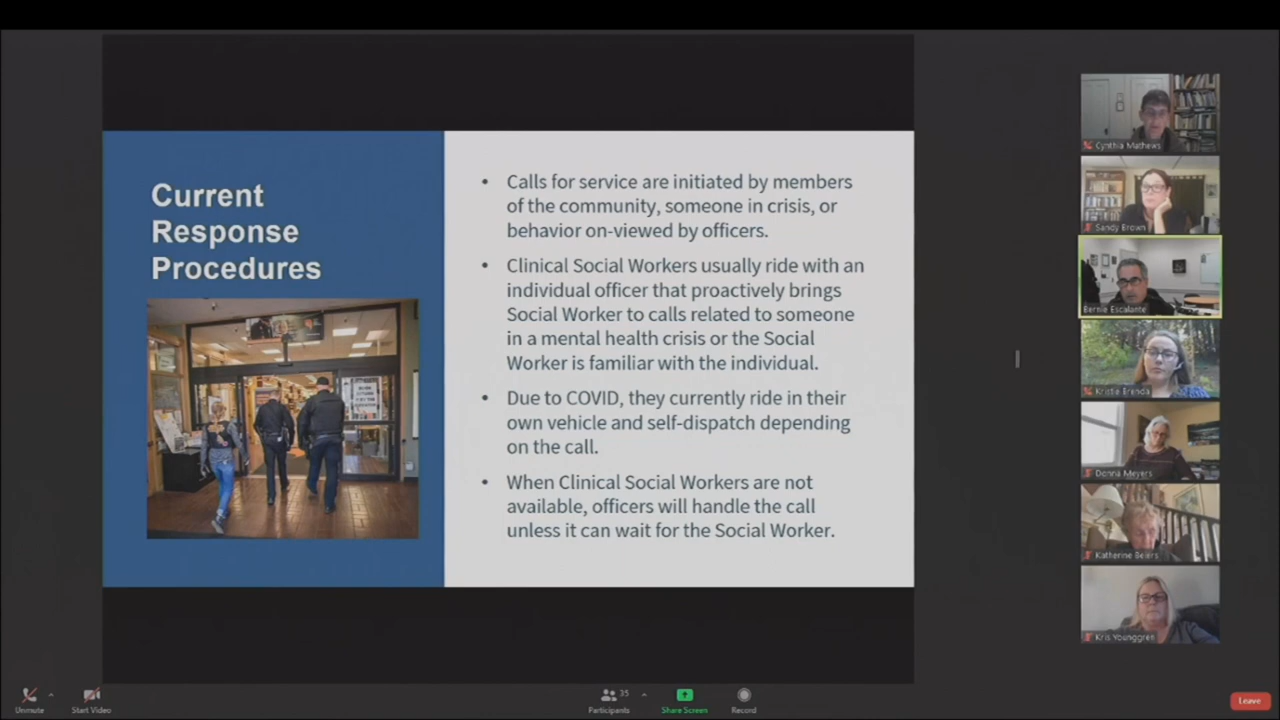 Current
Response
Procedures
• Calls for service are initiated by members
of the community, someone in crisis, or
behavior on-viewed by officers.
• Clinical Social Workers usually ride with an
individual officer that proactively brings
Social Worker to calls related to someone
in a mental health crisis or the Social
Worker is familiar with the individual.
• Due to COVID, they currently ride in their
own vehicle and self-dispatch depending
on the call.
• When Clinical Social Workers are not
available, officers will handle the call
unless it can wait for the Social Worker.
Cynthia Mathews
Sandy Brown
Bernie Escalante
Kristie Brenda
Donna Meyers
Katherine Beiers
Kris Younggren
Unmute
Start Video
35
Participants
Share Screen
Record
Leave